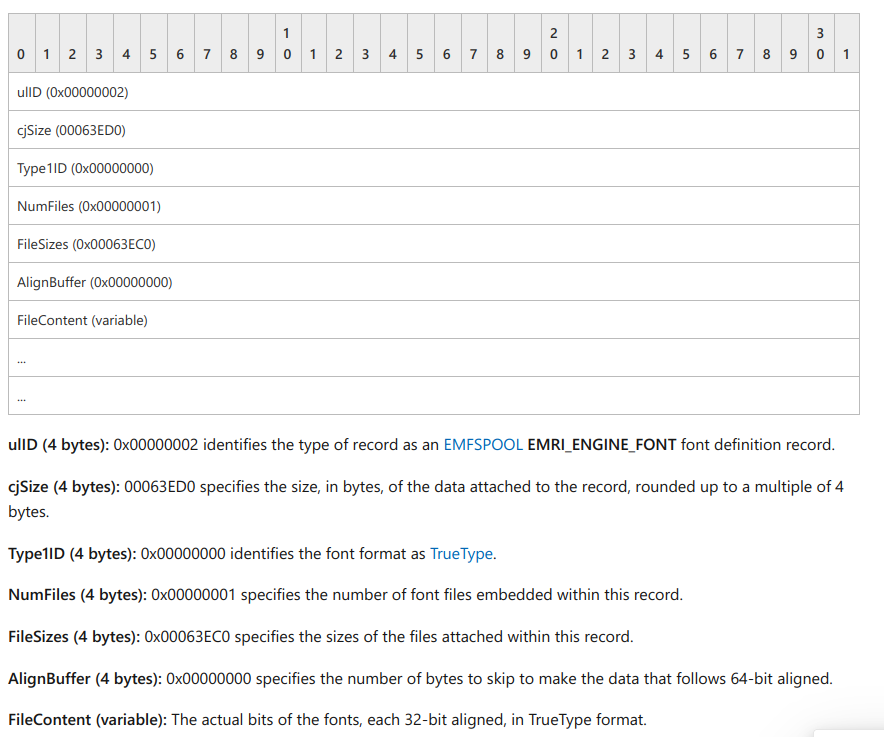 1 2 3
0 1 2 3 4 5 6 7 8 9 0 1 2 3 4 5 6 7 8 9 0 1 2 3 4 5 6 7 8 9 0 1
ulID (0x00000002)
cjSize (00063ED0)
Type1ID (0x00000000)
NumFiles (0x00000001)
FileSizes (0x00063EC0)
AlignBuffer (0x00000000)
FileContent (variable)
...
...
ulID (4 bytes): 0x00000002 identifies the type of record as an EMFSPOOL EMRI_ENGINE_FONT font definition record.
cjSize (4 bytes): 00063ED0 specifies the size, in bytes, of the data attached to the record, rounded up to a multiple of 4
bytes.
Type1ID (4 bytes): 0x00000000 identifies the font format as TrueType.
NumFiles (4 bytes): 0x00000001 specifies the number of font files embedded within this record.
FileSizes (4 bytes): 0x00063EC0 specifies the sizes of the files attached within this record.
AlignBuffer (4 bytes): 0x00000000 specifies the number of bytes to skip to make the data that follows 64-bit aligned.
FileContent (variable): The actual bits of the fonts, each 32-bit aligned, in TrueType format.